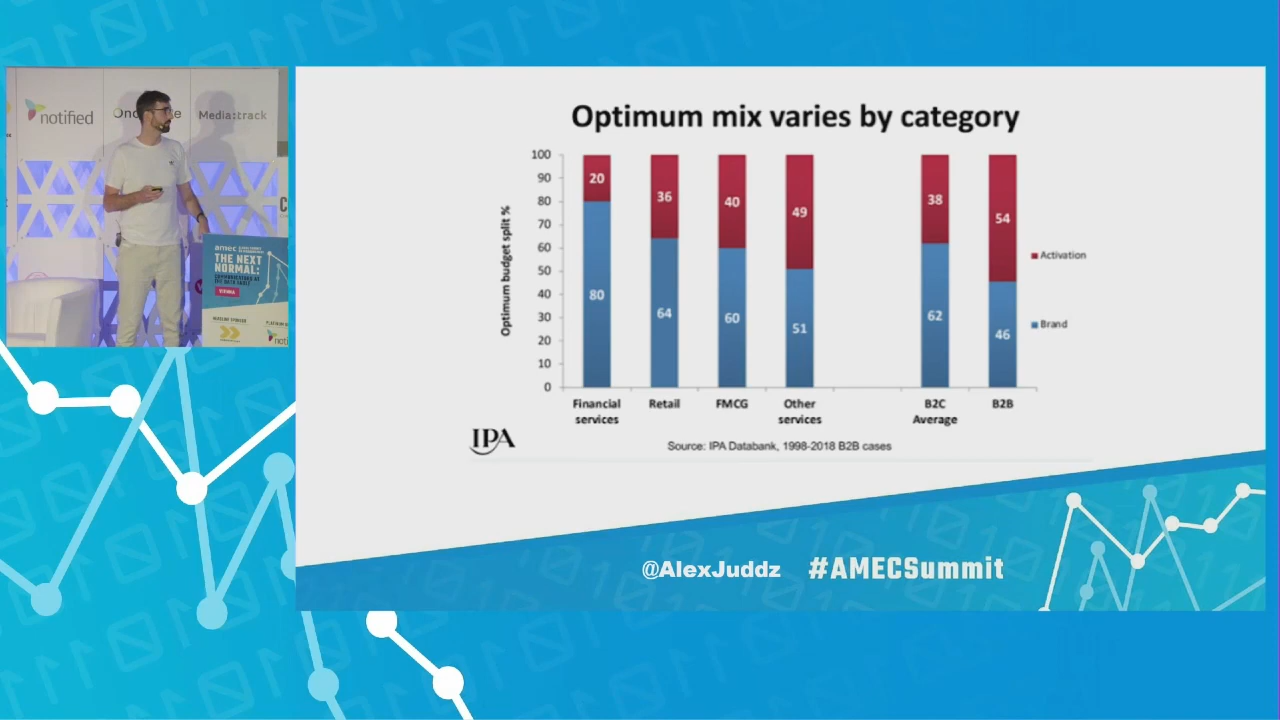 notified
Media:track
amec
THE NEXT
NORMAL:
VIENNA
Optimum mix varies by category
Optimum budget split %
100
90
80
70
60
50
40
30
20
10
0
20
36
40
49
38
54
80
64
60
51
62
46
Activation
Brand
Financial
services
Retail
FMCG
Other
services
B2C
Average
B2B
IPA
Source: IPA Databank, 1998-2018 B2B cases
@AlexJuddz
#AMECSummit